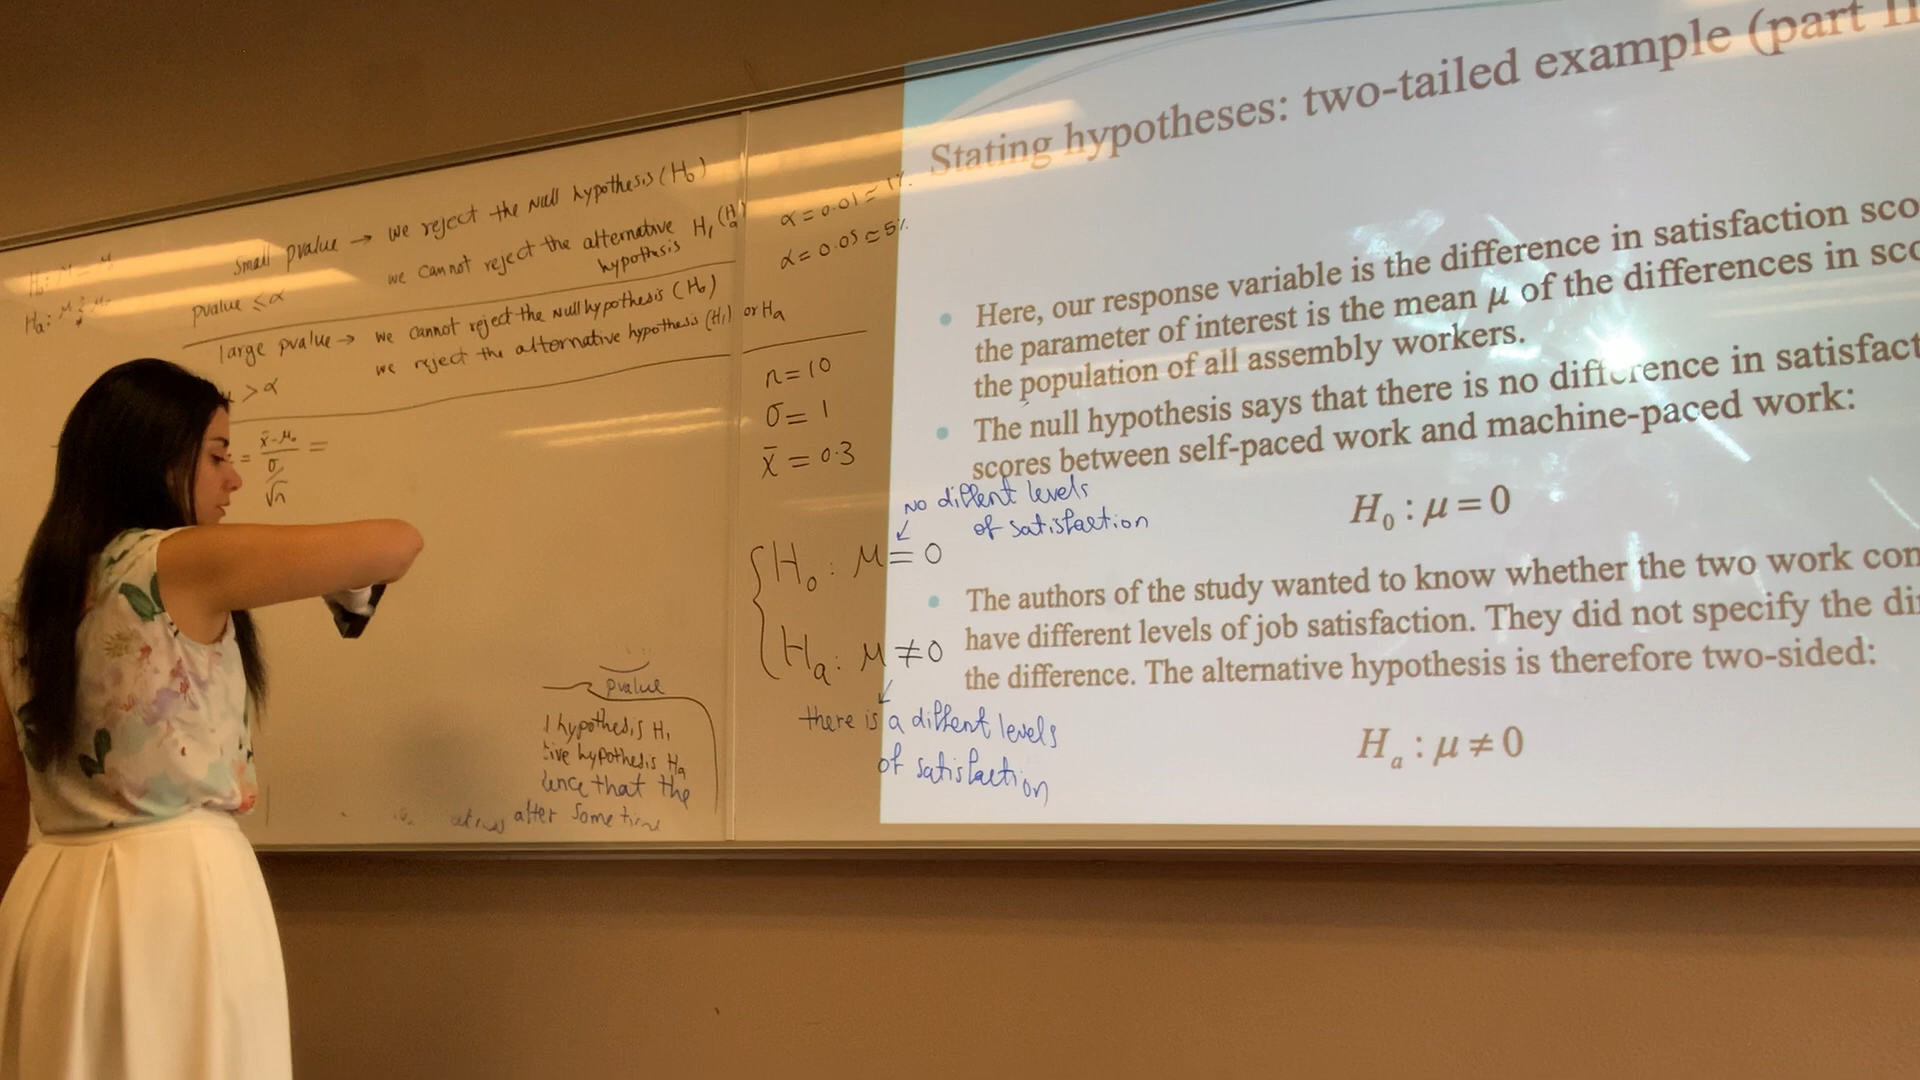 small pvalue → we reject the Null hypothesis (H₀)
we cannot reject the alternative H₁ (Ha)
hypothesis
pvalue ≤ α
large pvalue → we cannot reject the Null hypothesis (H₀)
we reject the alternative hypothesis (H₁) or Ha
> α
= x̄ - μ₀ =
σ
√n
pvalue
hypothesis H₁
hypothesis Ha
that the
after some time
α = 0.01 = 1%
α = 0.05 = 5%
n = 10
σ = 1
x̄ = 0.3
No diffent levels
of satisfaction
H₀ : μ = 0
Ha : μ ≠ 0
there is a diffent levels
of satisfaction
Stating hypotheses: two-tailed example (part
• Here, our response variable is the difference in satisfaction
the parameter of interest is the mean μ of the differences in
the population of all assembly workers.
• The null hypothesis says that there is no difference in
scores between self-paced work and machine-paced work:
H₀ : μ = 0
• The authors of the study wanted to know whether the two work
have different levels of job satisfaction. They did not specify the
the difference. The alternative hypothesis is therefore two-sided:
Hₐ : μ ≠ 0